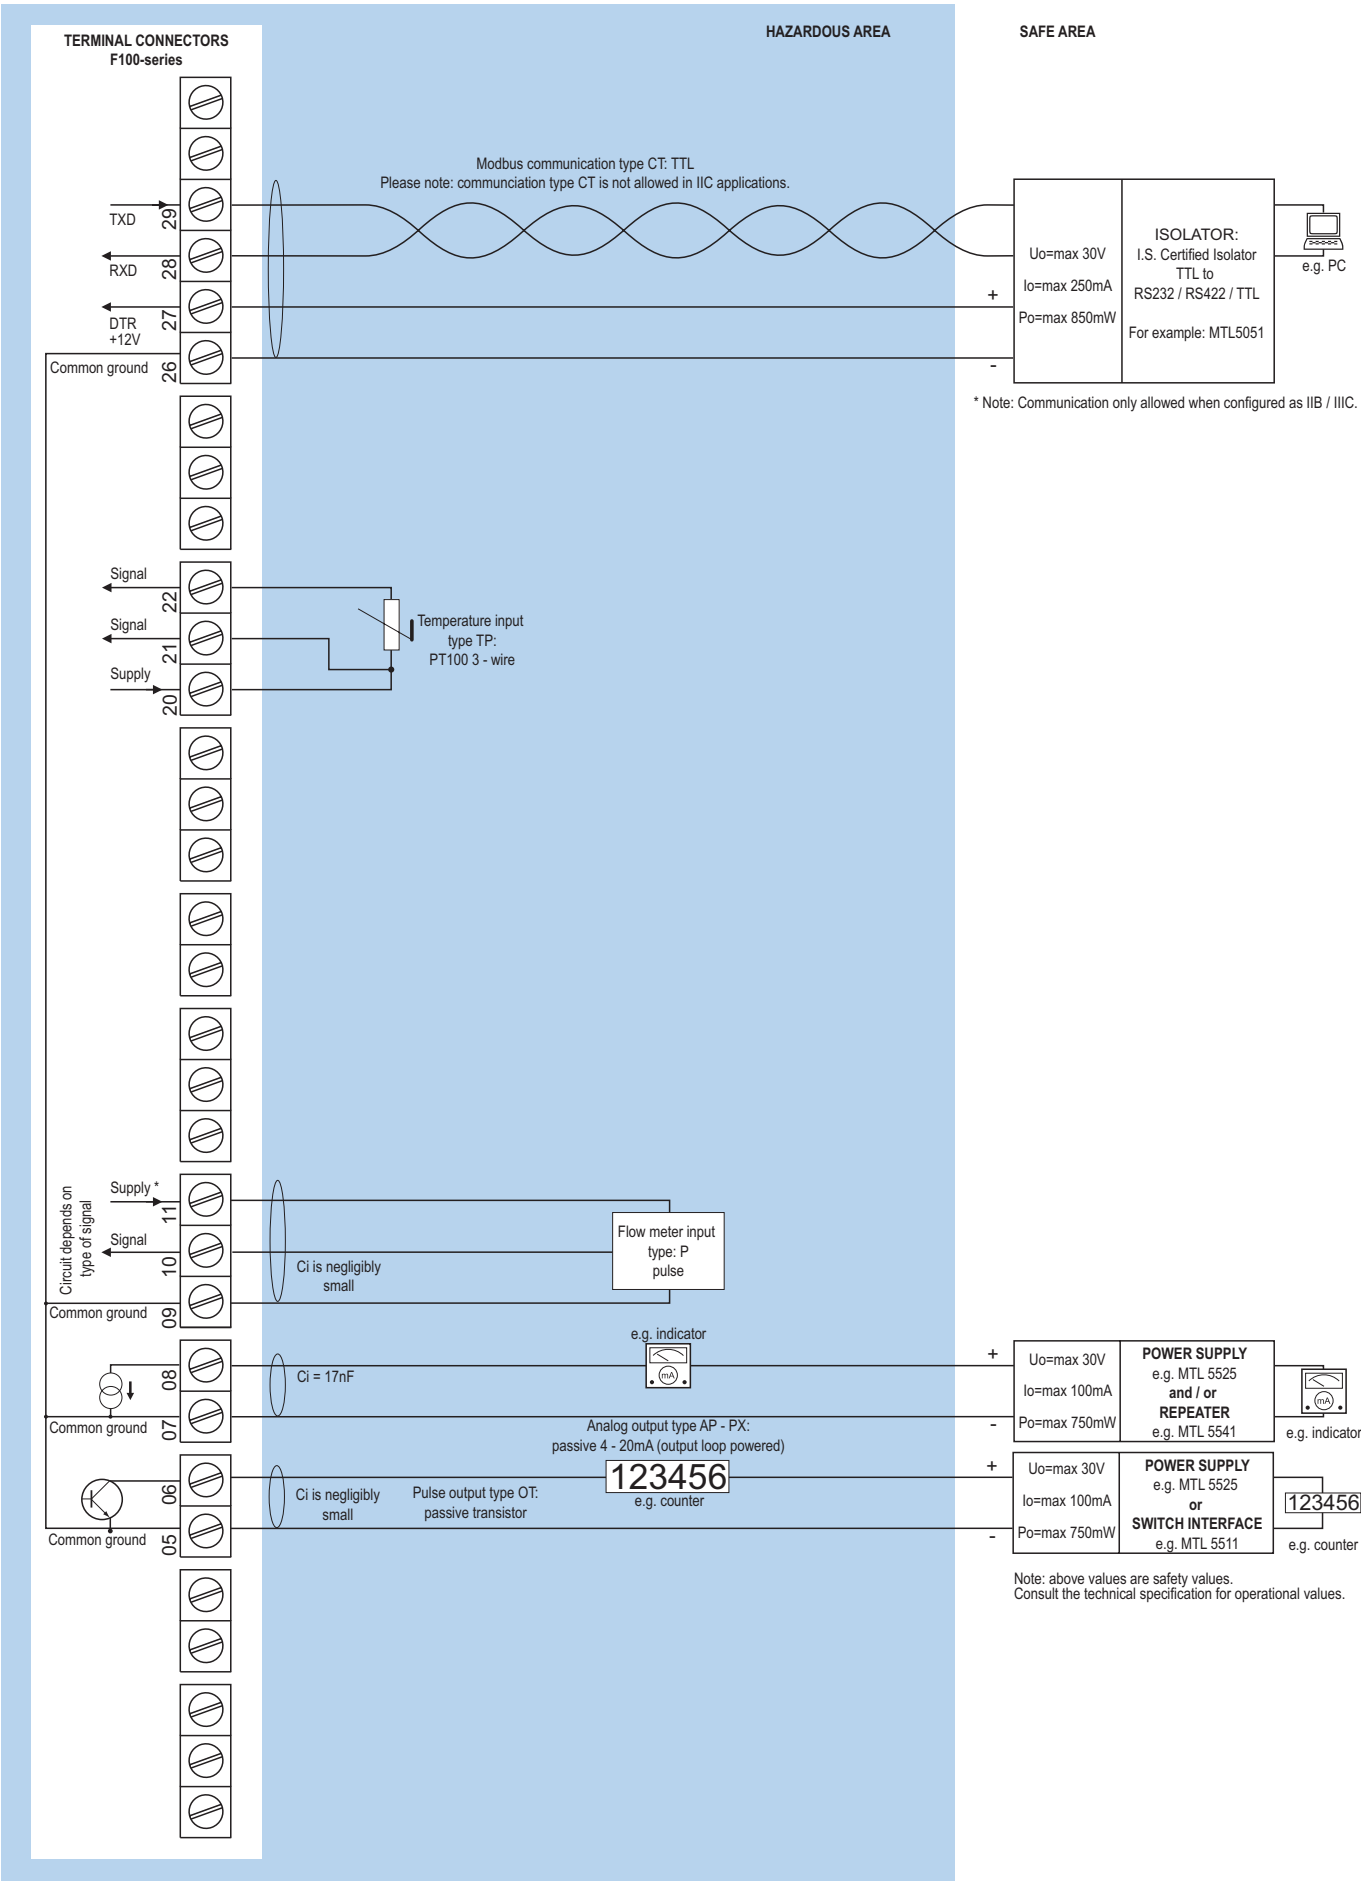 HAZARDOUS AREA
SAFE AREA
TERMINAL CONNECTORS
F100-series
Modbus communication type CT: TTL
Please note: communciation type CT is not allowed in IIC applications.
TXD
29
RXD
28
DTR
+12V
27
Common ground
26
+
-
Uo=max 30V
Io=max 250mA
Po=max 850mW
ISOLATOR:
I.S. Certified Isolator
TTL to
RS232 / RS422 / TTL
For example: MTL5051
e.g. PC
* Note: Communication only allowed when configured as IIB / IIIC.
Signal
22
Signal
21
Supply
20
Temperature input
type TP:
PT100 3 - wire
Circuit depends on
type of signal
Supply *
11
Signal
10
Common ground
09
Ci is negligibly
small
Flow meter input
type: P
pulse
08
Common ground
07
Ci = 17nF
e.g. indicator
mA
Analog output type AP - PX:
passive 4 - 20mA (output loop powered)
+
-
Uo=max 30V
Io=max 100mA
Po=max 750mW
POWER SUPPLY
e.g. MTL 5525
and / or
REPEATER
e.g. MTL 5541
mA
e.g. indicator
06
Common ground
05
Ci is negligibly
small
Pulse output type OT:
passive transistor
123456
e.g. counter
+
-
Uo=max 30V
Io=max 100mA
Po=max 750mW
POWER SUPPLY
e.g. MTL 5525
or
SWITCH INTERFACE
e.g. MTL 5511
123456
e.g. counter
Note: above values are safety values.
Consult the technical specification for operational values.